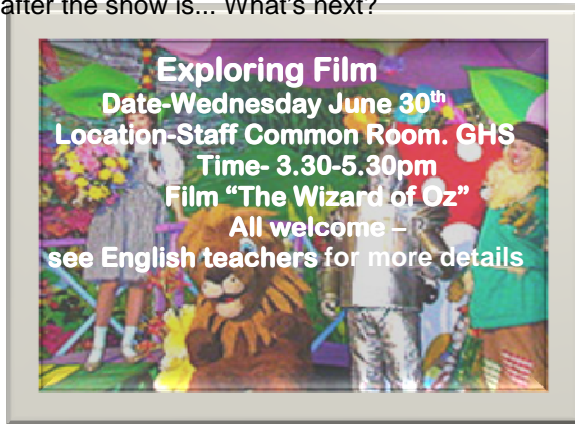 after the show is... What's next?
Exploring Film
Date-Wednesday June 30th
Location-Staff Common Room. GHS
Time- 3.30-5.30pm
Film “The Wizard of Oz”
All welcome –
see English teachers for more details